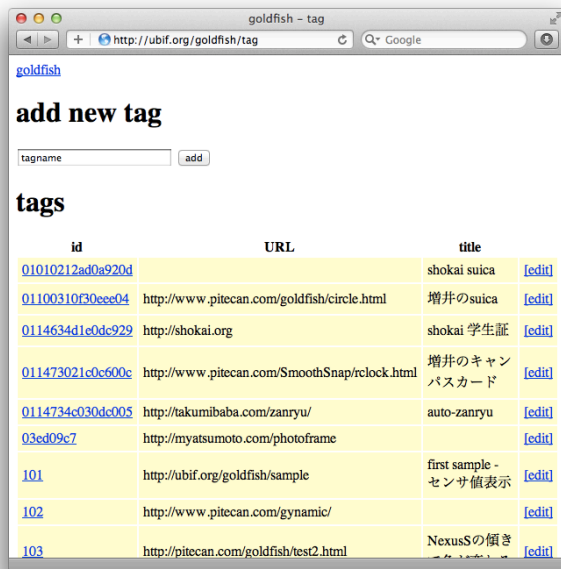 goldfish – tag
http://ubif.org/goldfish/tag
Google
goldfish
add new tag
tagname add
tags
id URL title
01010212ad0a920d shokai suica [edit]
01100310f30eee04 http://www.pitecan.com/goldfish/circle.html 増井のsuica [edit]
0114634d1e0dc929 http://shokai.org shokai 学生証 [edit]
011473021c0c600c http://www.pitecan.com/SmoothSnap/rclock.html 増井のキャン
パスカード [edit]
0114734c030dc005 http://takumibaba.com/zanryu/ auto-zanryu [edit]
03ed09c7 http://myatsumoto.com/photoframe [edit]
101 http://ubif.org/goldfish/sample first sample -
センサ値表示 [edit]
102 http://www.pitecan.com/gynamic/ [edit]
103 http://pitecan.com/goldfish/test2.html NexusSの傾き [edit]